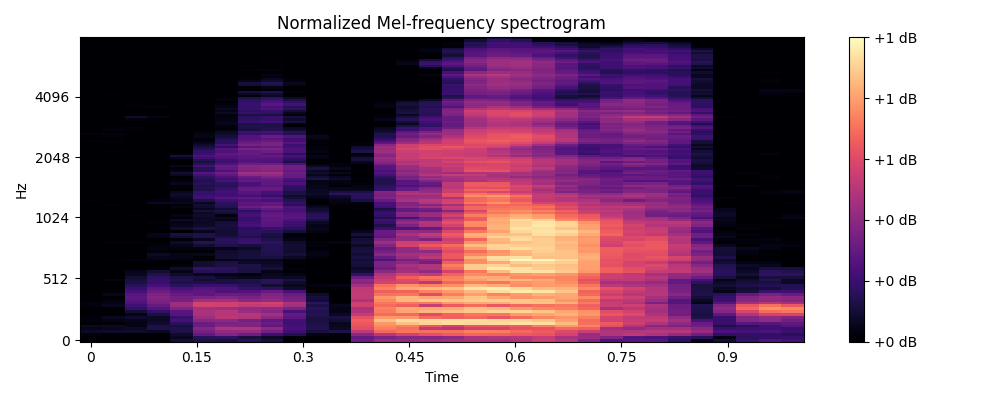 Normalized Mel-frequency spectrogram
Hz
4096
2048
1024
512
0
0 0.15 0.3 0.45 0.6 0.75 0.9
Time
+1 dB
+1 dB
+1 dB
+0 dB
+0 dB
+0 dB